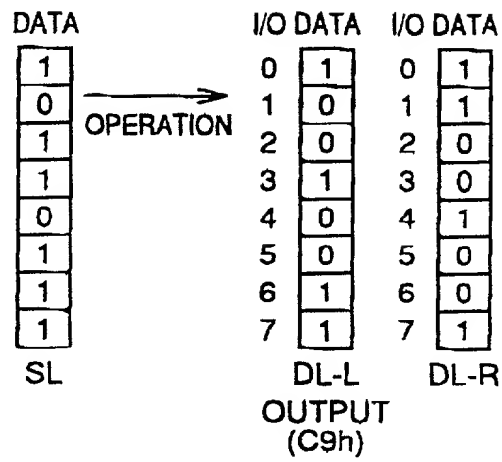 DATA I/O DATA I/O DATA
1 0 1 0 1
0 1 0 1 1
OPERATION
1 2 0 2 0
1 3 1 3 0
0 4 0 4 1
1 5 0 5 0
1 6 1 6 0
1 7 1 7 1
SL DL-L DL-R
OUTPUT
(C9h)